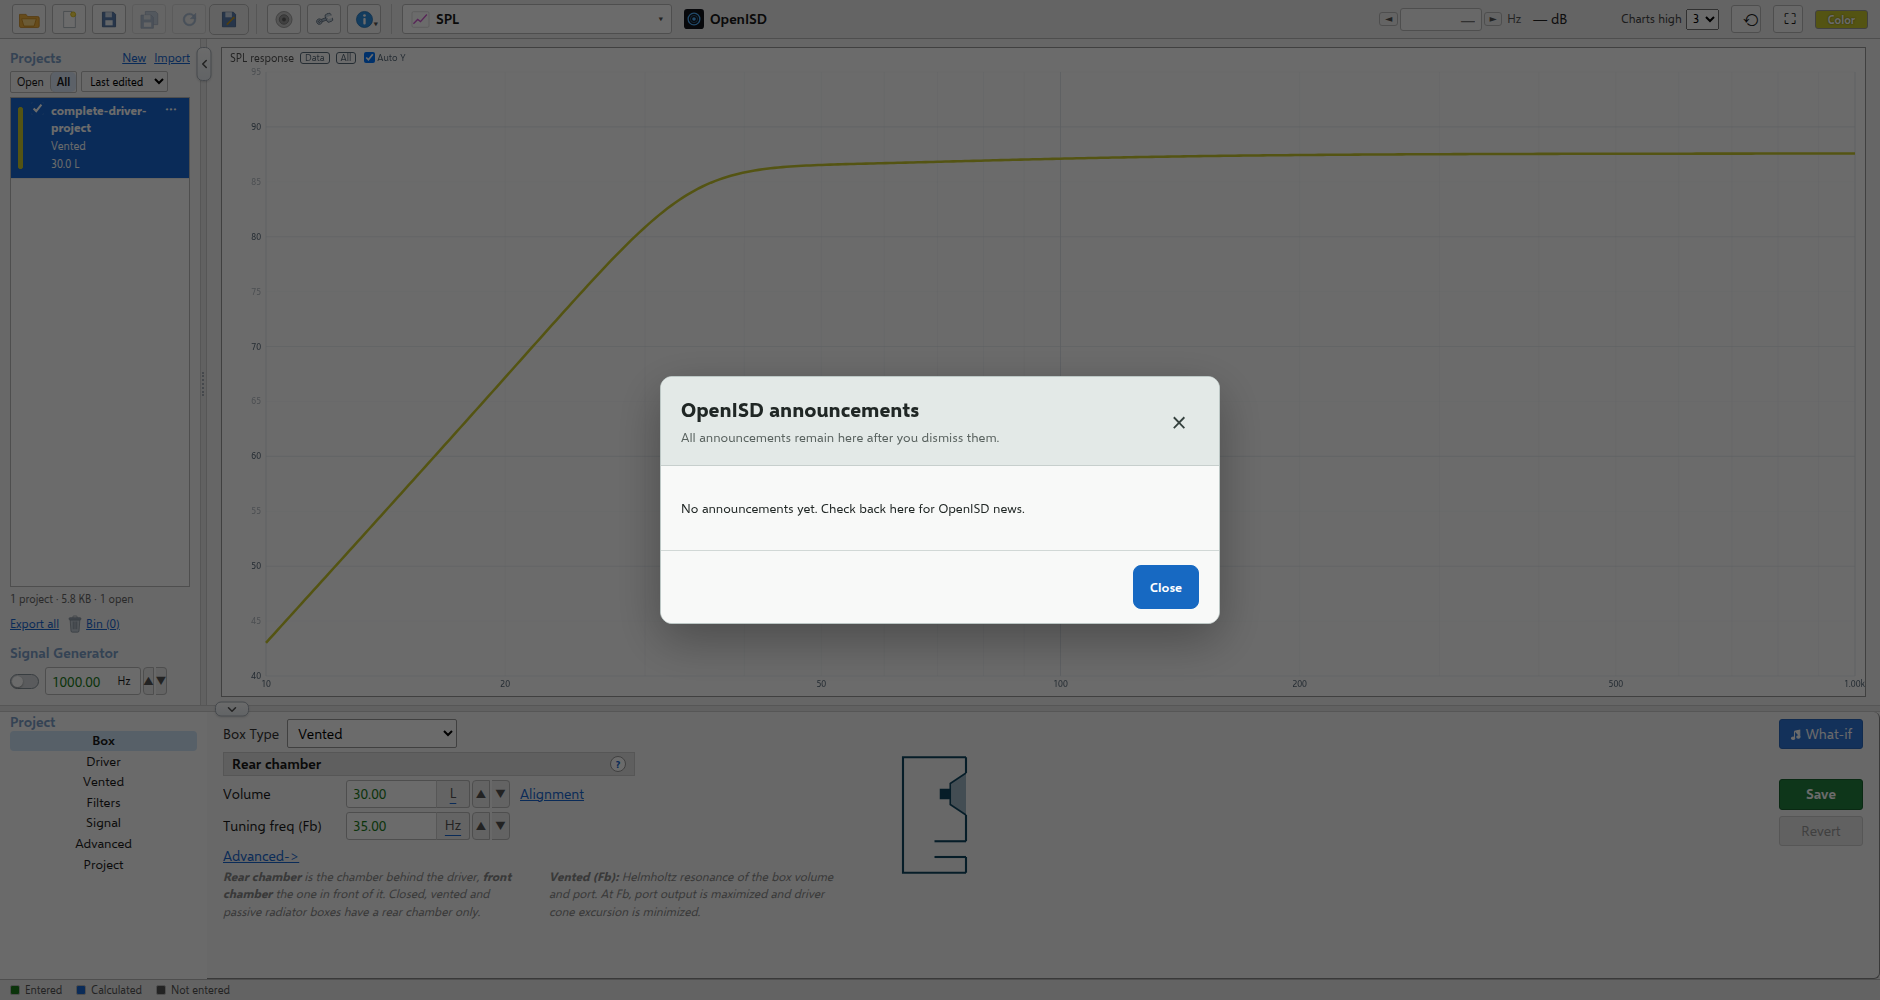 SPL
OpenISD
—
Hz
— dB
Charts high
3
Color
Projects
New
Import
Open
All
Last edited
complete-driver-
project
Vented
30.0 L
1 project · 5.8 KB · 1 open
Export all
Bin (0)
Signal Generator
1000.00
Hz
SPL response
Data
All
Auto Y
95
90
85
80
75
70
65
60
55
50
45
40
10
20
50
100
200
500
1.00k
OpenISD announcements
All announcements remain here after you dismiss them.
No announcements yet. Check back here for OpenISD news.
Close
Project
Box
Driver
Vented
Filters
Signal
Advanced
Project
Box Type
Vented
Rear chamber
?
Volume
30.00
L
Alignment
Tuning freq (Fb)
35.00
Hz
Advanced->
Rear chamber is the chamber behind the driver, front
chamber the one in front of it. Closed, vented and
passive radiator boxes have a rear chamber only.
Vented (Fb): Helmholtz resonance of the box volume
and port. At Fb, port output is maximized and driver
cone excursion is minimized.
What-if
Save
Revert
Entered
Calculated
Not entered